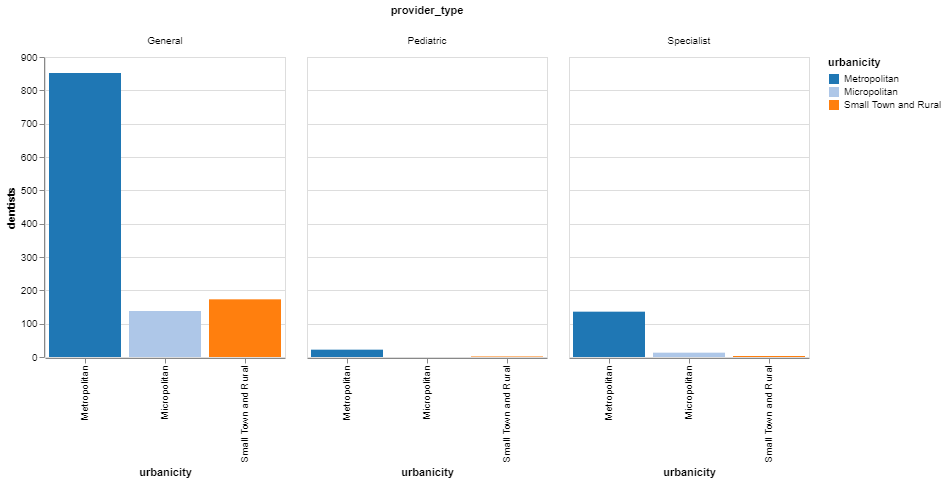 provider_type
General
Pediatric
Specialist
dentists
900
800
700
600
500
400
300
200
100
0
Metropolitan
Micropolitan
Small Town and Rural
urbanicity
Metropolitan
Micropolitan
Small Town and Rural
urbanicity
Metropolitan
Micropolitan
Small Town and Rural
urbanicity
urbanicity
Metropolitan
Micropolitan
Small Town and Rural